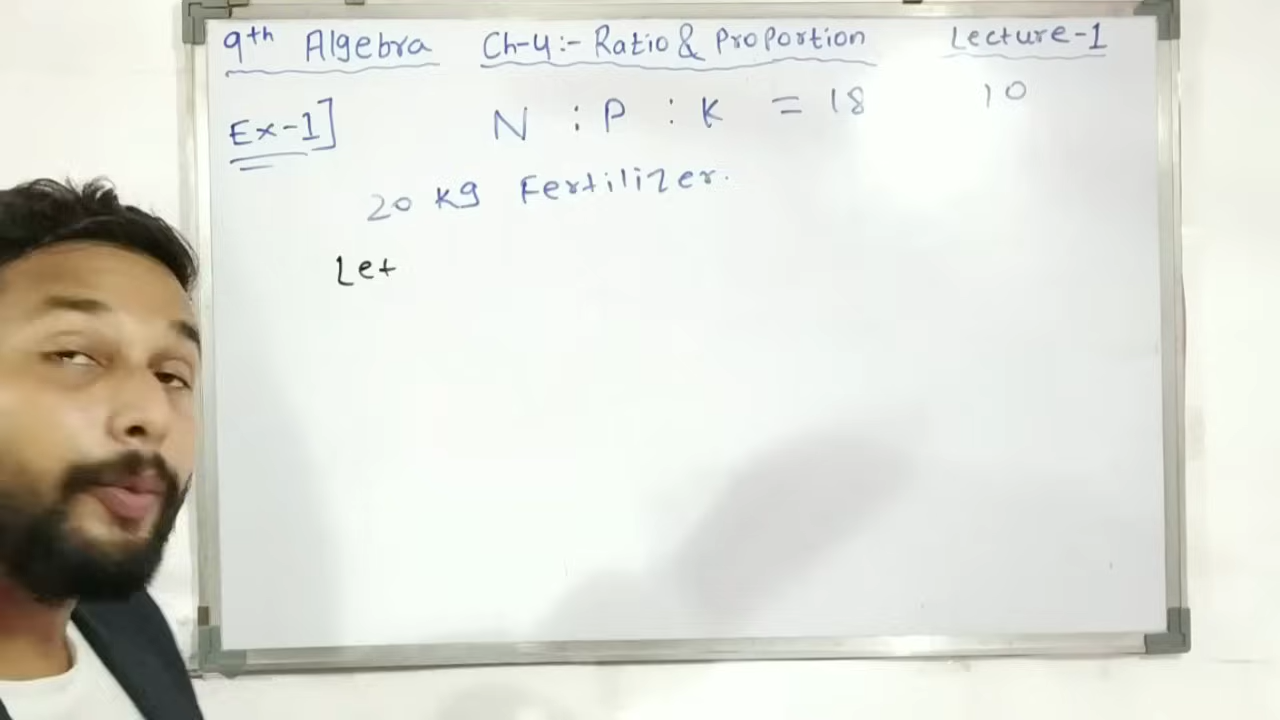 9th Algebra Ch-4:- Ratio & Proportion Lecture-1
Ex-1] N : P : K = 18 10
20 Kg Fertilizer.
Let